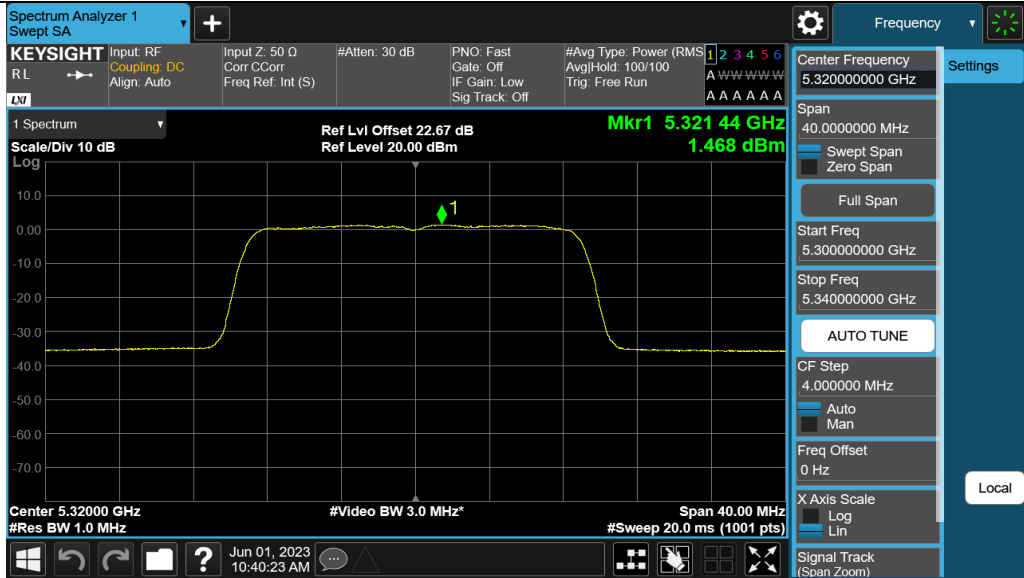 Spectrum Analyzer 1
Swept SA
+
Frequency
KEYSIGHT
R L
LXI
Input: RF
Coupling: DC
Align: Auto
Input Z: 50 Ω
Corr CCorr
Freq Ref: Int (S)
#Atten: 30 dB
PNO: Fast
Gate: Off
IF Gain: Low
Sig Track: Off
#Avg Type: Power (RMS
Avg|Hold: 100/100
Trig: Free Run
1 2 3 4 5 6
A W W W W W
A A A A A A
1 Spectrum
Scale/Div 10 dB
Log
Ref Lvl Offset 22.67 dB
Ref Level 20.00 dBm
Mkr1 5.321 44 GHz
1.468 dBm
1
10.0
0.00
-10.0
-20.0
-30.0
-40.0
-50.0
-60.0
-70.0
Center 5.32000 GHz
#Res BW 1.0 MHz
#Video BW 3.0 MHz*
Span 40.00 MHz
#Sweep 20.0 ms (1001 pts)
Center Frequency
5.320000000 GHz
Span
40.0000000 MHz
Swept Span
Zero Span
Full Span
Start Freq
5.300000000 GHz
Stop Freq
5.340000000 GHz
AUTO TUNE
CF Step
4.000000 MHz
Auto
Man
Freq Offset
0 Hz
X Axis Scale
Log
Lin
Signal Track
(Span Zoom)
Settings
Local
?
Jun 01, 2023
10:40:23 AM